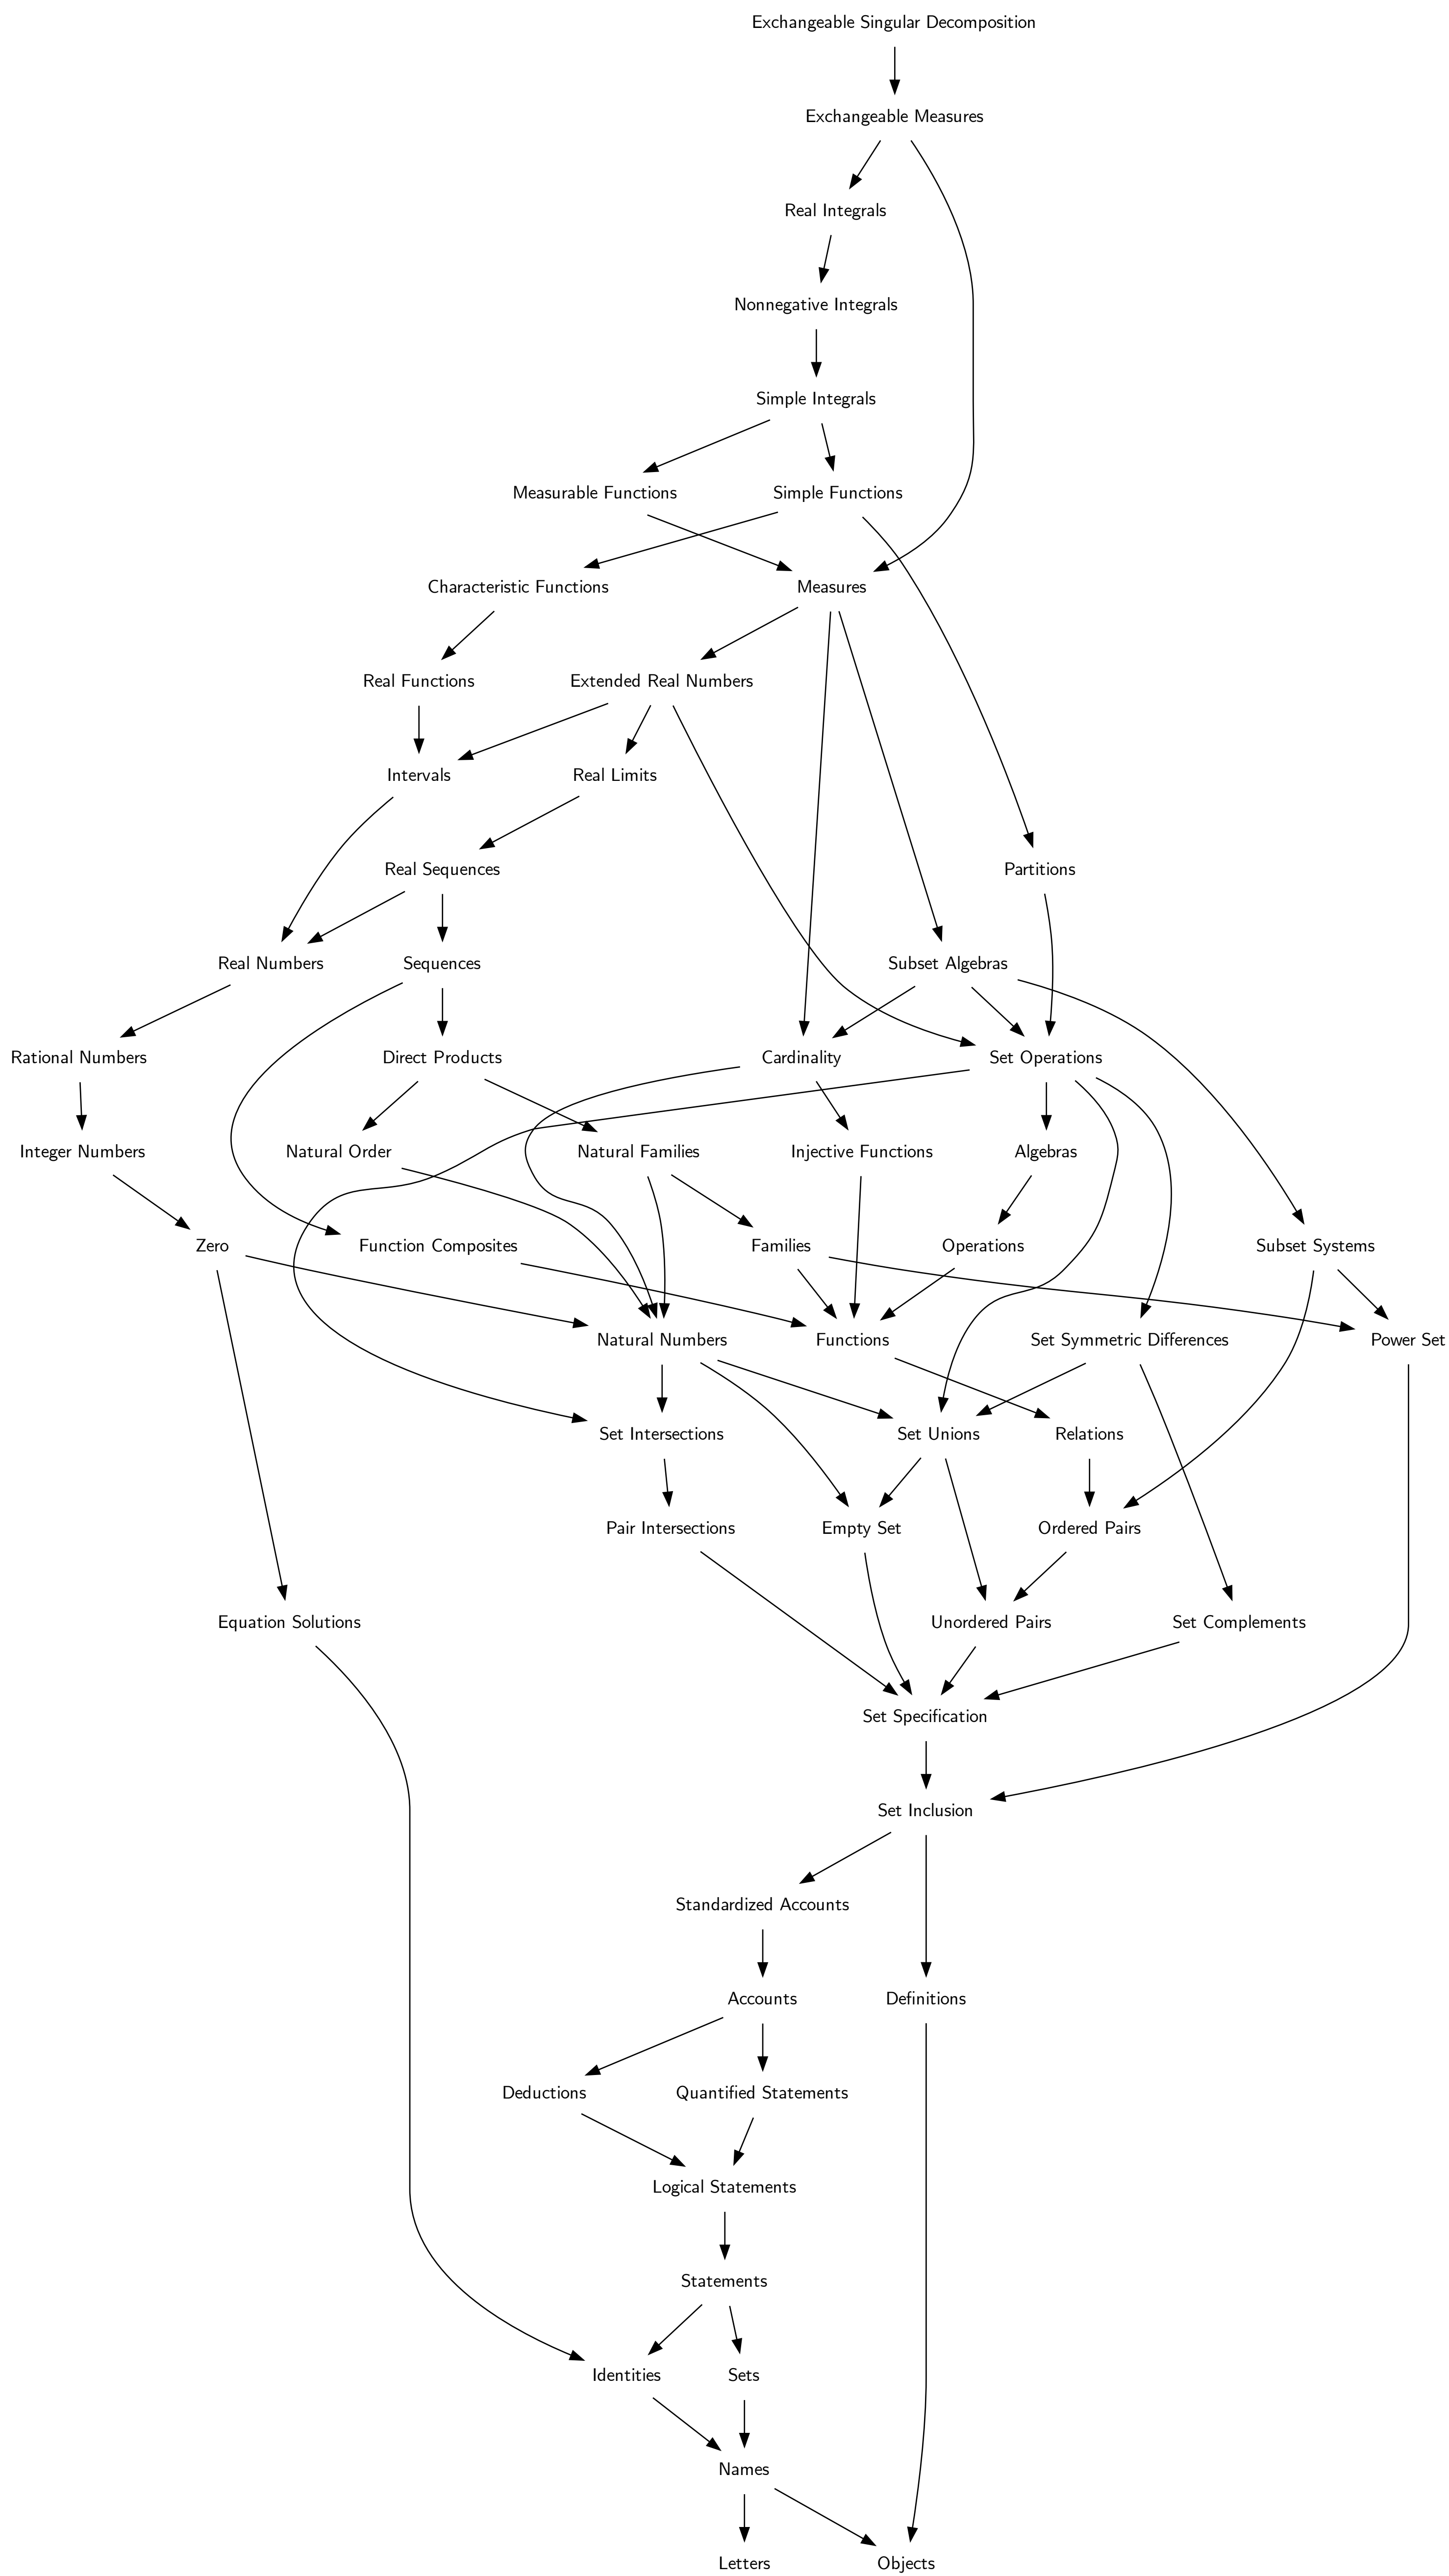 Exchangeable Singular Decomposition
Exchangeable Measures
Real Integrals
Nonnegative Integrals
Simple Integrals
Measurable Functions
Simple Functions
Characteristic Functions
Measures
Real Functions
Extended Real Numbers
Intervals
Real Limits
Real Sequences
Partitions
Real Numbers
Sequences
Subset Algebras
Rational Numbers
Direct Products
Cardinality
Set Operations
Integer Numbers
Natural Order
Natural Families
Injective Functions
Algebras
Zero
Function Composites
Families
Operations
Subset Systems
Natural Numbers
Functions
Set Symmetric Differences
Power Set
Set Intersections
Set Unions
Relations
Pair Intersections
Empty Set
Ordered Pairs
Equation Solutions
Unordered Pairs
Set Complements
Set Specification
Set Inclusion
Standardized Accounts
Accounts
Definitions
Deductions
Quantified Statements
Logical Statements
Statements
Identities
Sets
Names
Letters
Objects